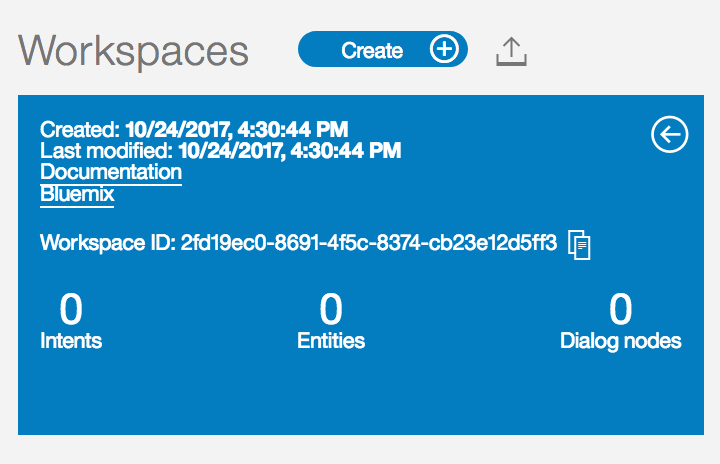 Workspaces
Create
Created: 10/24/2017, 4:30:44 PM
Last modified: 10/24/2017, 4:30:44 PM
Documentation
Bluemix
Workspace ID: 2fd19ec0-8691-4f5c-8374-cb23e12d5ff3
0 0 0
Intents Entities Dialog nodes